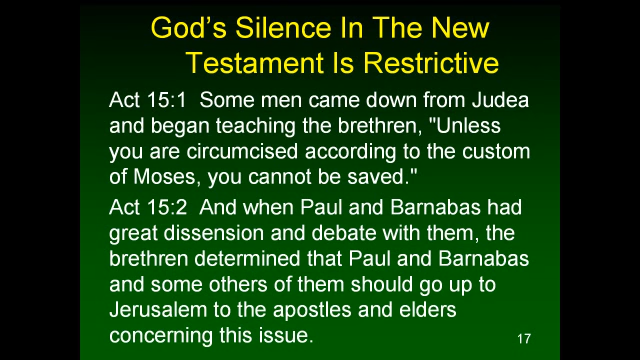 God's Silence In The New
Testament Is Restrictive
Act 15:1  Some men came down from Judea
and began teaching the brethren, "Unless
you are circumcised according to the custom
of Moses, you cannot be saved."
Act 15:2  And when Paul and Barnabas had
great dissension and debate with them, the
brethren determined that Paul and Barnabas
and some others of them should go up to
Jerusalem to the apostles and elders
concerning this issue.
17